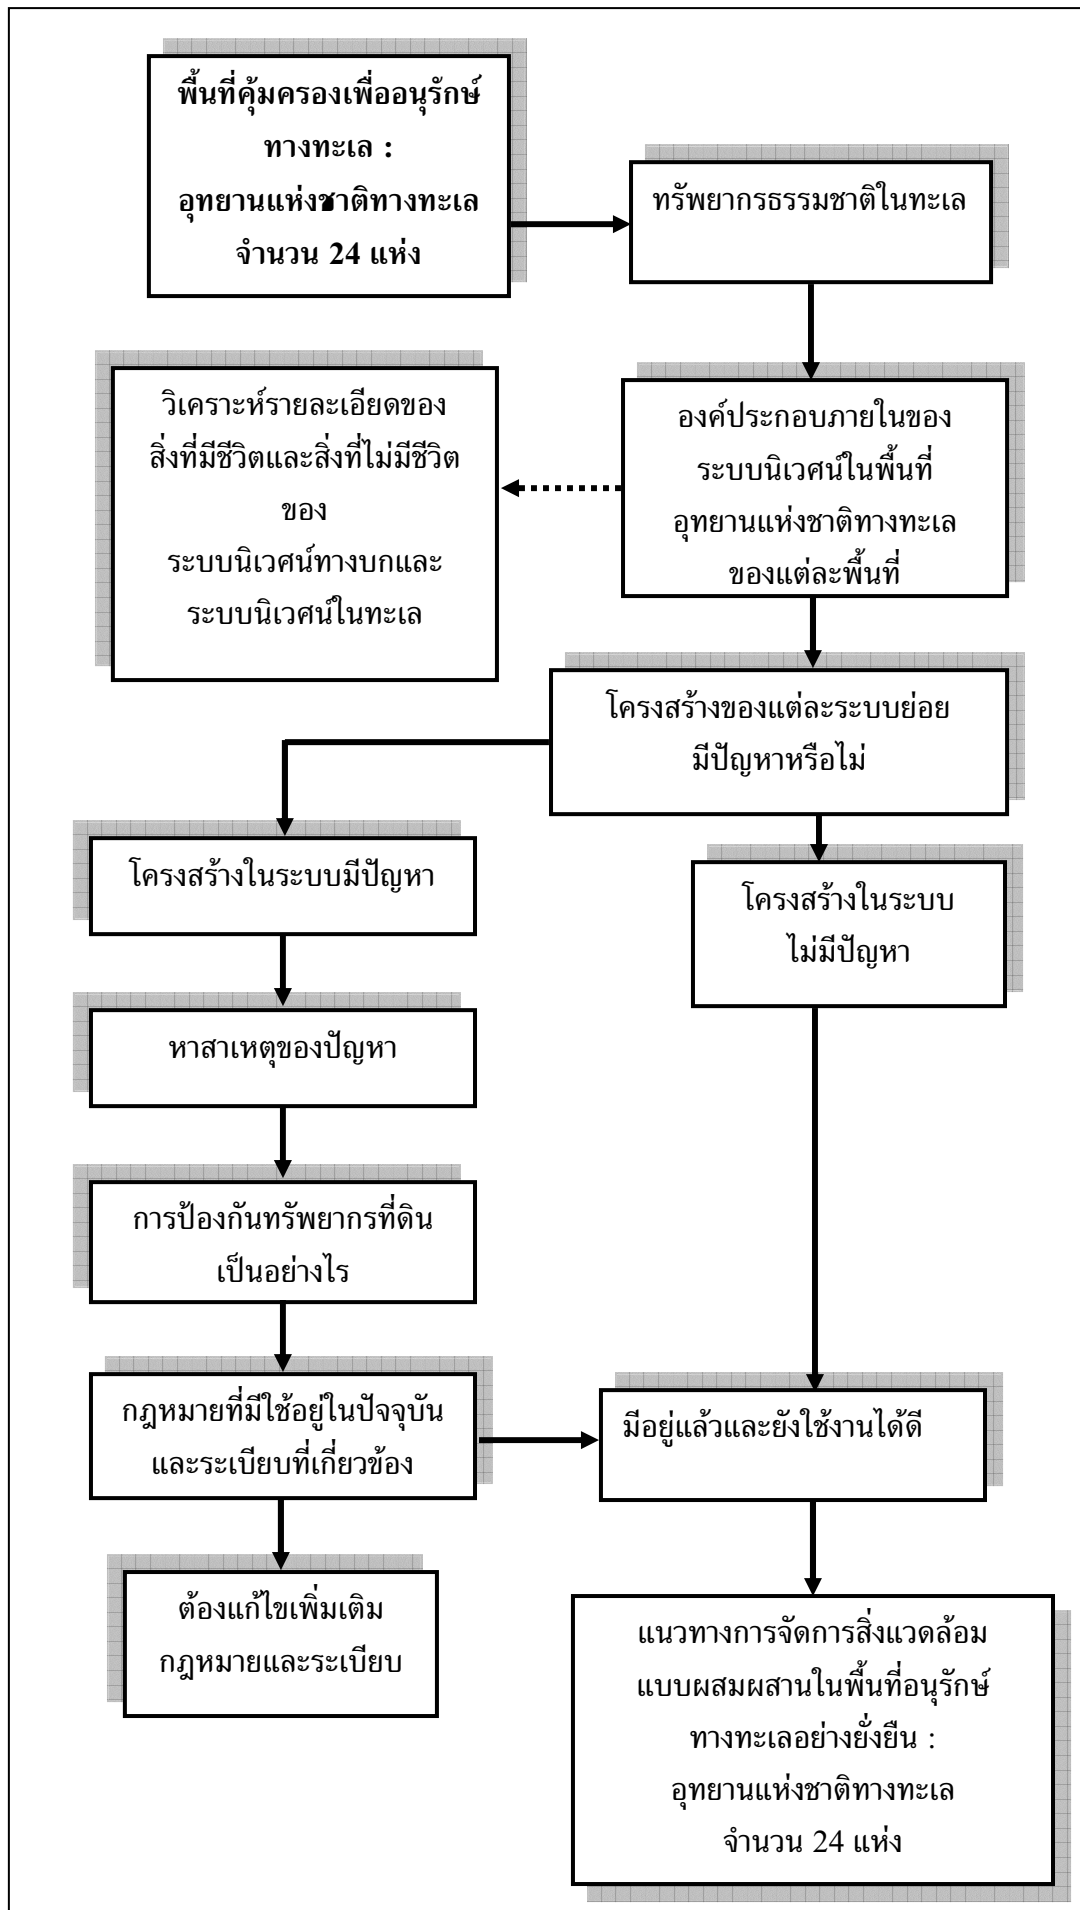 พื้นที่คุ้มครองเพื่ออนุรักษ์
ทางทะเล :
อุทยานแห่งชาติทางทะเล
จำนวน 24 แห่ง
ทรัพยากรธรรมชาติในทะเล
องค์ประกอบภายในของ
ระบบนิเวศน์ในพื้นที่
อุทยานแห่งชาติทางทะเล
ของแต่ละพื้นที่
วิเคราะห์รายละเอียดของ
สิ่งที่มีชีวิตและสิ่งที่ไม่มีชีวิต
ของ
ระบบนิเวศน์ทางบกและ
ระบบนิเวศน์ในทะเล
โครงสร้างของแต่ละระบบย่อย
มีปัญหาหรือไม่
โครงสร้างในระบบมีปัญหา
โครงสร้างในระบบ
ไม่มีปัญหา
หาสาเหตุของปัญหา
การป้องกันทรัพยากรที่ดิน
เป็นอย่างไร
กฎหมายที่มีใช้อยู่ในปัจจุบัน
และระเบียบที่เกี่ยวข้อง
มีอยู่แล้วและยังใช้งานได้ดี
ต้องแก้ไขเพิ่มเติม
กฎหมายและระเบียบ
แนวทางการจัดการสิ่งแวดล้อม
แบบผสมผสานในพื้นที่อนุรักษ์
ทางทะเลอย่างยั่งยืน :
อุทยานแห่งชาติทางทะเล
จำนวน 24 แห่ง